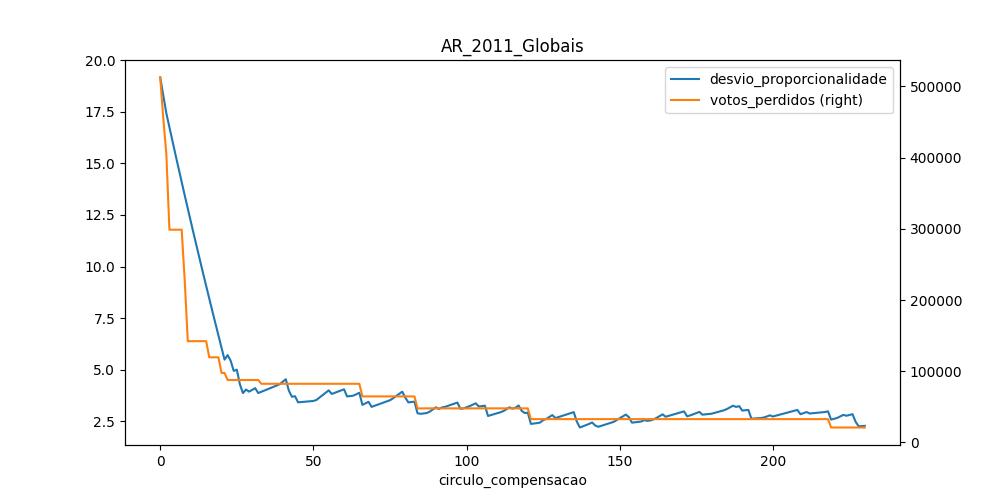 AR_2011_Globais
desvio_proporcionalidade
votos_perdidos (right)
20.0
17.5
15.0
12.5
10.0
7.5
5.0
2.5
500000
400000
300000
200000
100000
0
0 50 100 150 200
circulo_compensacao